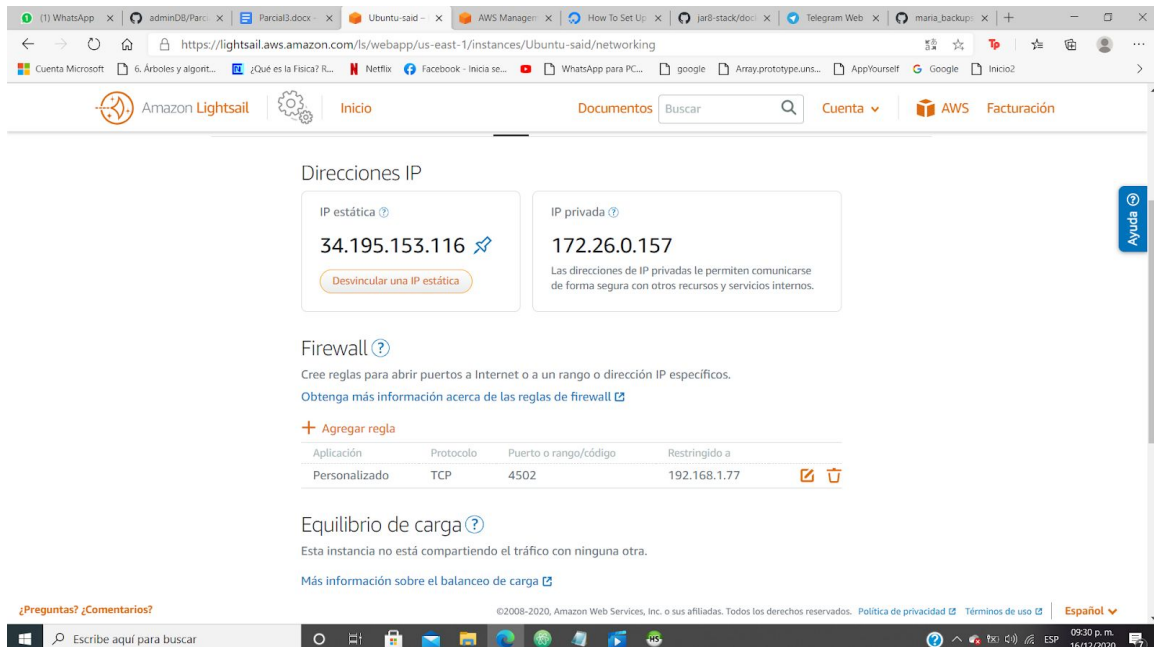 (1) WhatsApp
adminDB/Parci
Parcial3.docx -
Ubuntu-said –
AWS Managem
How To Set Up
jar8-stack/doc
Telegram Web
maria_backup
https://lightsail.aws.amazon.com/ls/webapp/us-east-1/instances/Ubuntu-said/networking
Cuenta Microsoft
6. Árboles y algorit...
¿Qué es la Fisica? R...
Netflix
Facebook - Inicia se...
WhatsApp para PC...
google
Array.prototype.uns...
AppYourself
Google
Inicio2
Amazon Lightsail
Inicio
Documentos
Buscar
Cuenta
AWS
Facturación
Direcciones IP
IP estática
34.195.153.116
Desvincular una IP estática
IP privada
172.26.0.157
Las direcciones de IP privadas le permiten comunicarse
de forma segura con otros recursos y servicios internos.
Ayuda
Firewall
Cree reglas para abrir puertos a Internet o a un rango o dirección IP específicos.
Obtenga más información acerca de las reglas de firewall
+ Agregar regla
Aplicación Protocolo Puerto o rango/código Restringido a
Personalizado TCP 4502 192.168.1.77
Equilibrio de carga
Esta instancia no está compartiendo el tráfico con ninguna otra.
Más información sobre el balanceo de carga
¿Preguntas? ¿Comentarios?
©2008-2020, Amazon Web Services, Inc. o sus afiliadas. Todos los derechos reservados.
Política de privacidad
Términos de uso
Español
Escribe aquí para buscar
ESP
09:30 p. m.
16/12/2020